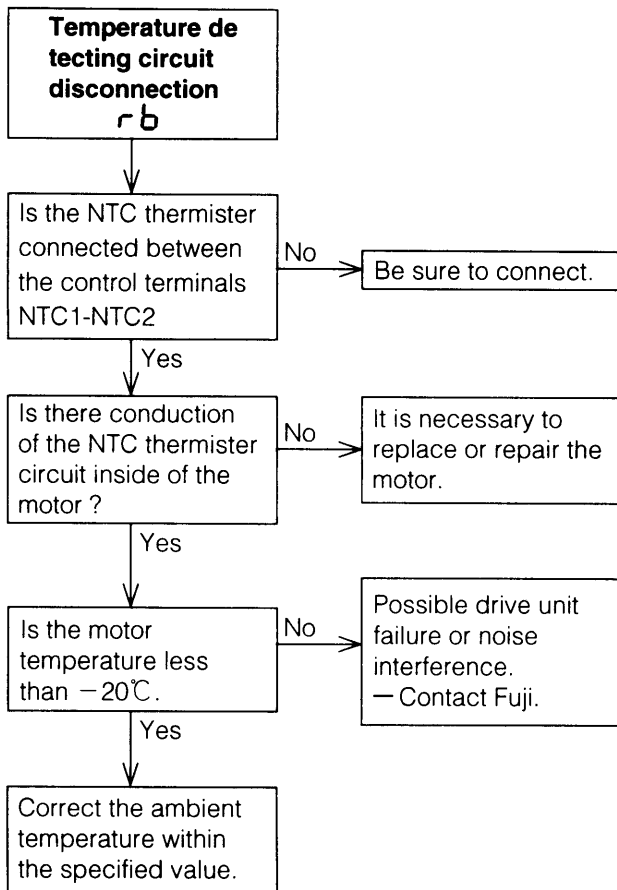 Temperature de
tecting circuit
disconnection
rb
Is the NTC thermister
connected between
the control terminals
NTC1-NTC2
No
Be sure to connect.
Yes
Is there conduction
of the NTC thermister
circuit inside of the
motor ?
No
It is necessary to
replace or repair the
motor.
Yes
Is the motor
temperature less
than −20℃.
No
Possible drive unit
failure or noise
interference.
— Contact Fuji.
Yes
Correct the ambient
temperature within
the specified value.